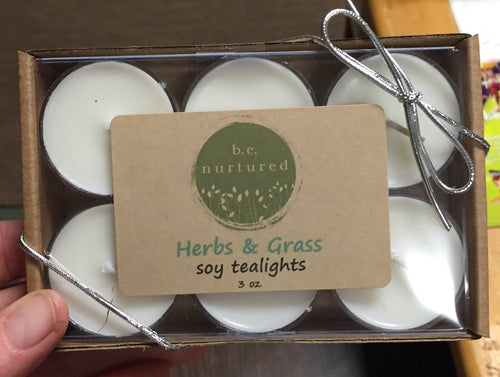 b.c.
nurtured
Herbs & Grass
soy tealights
3 oz